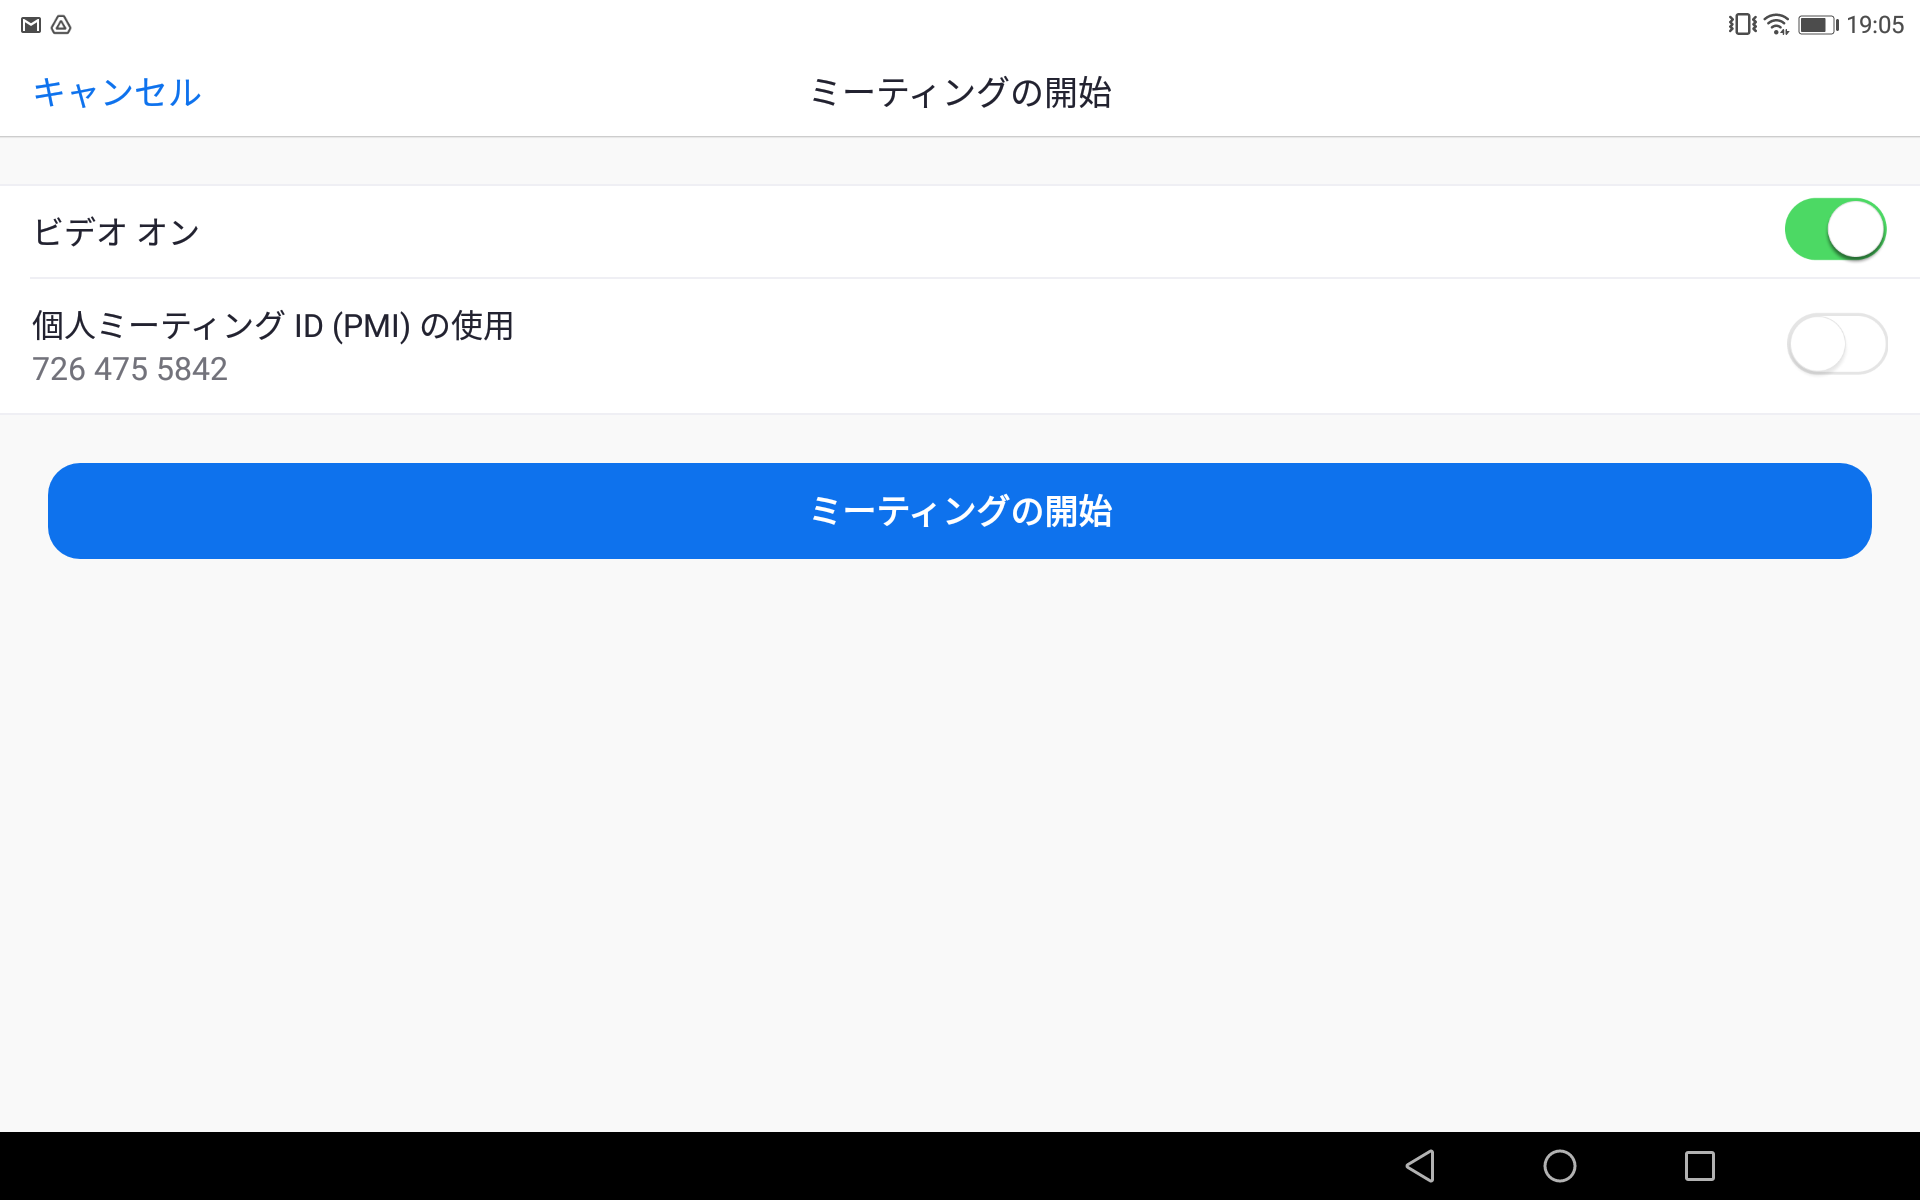 19:05
キャンセル
ミーティングの開始
ビデオ オン
個人ミーティング ID (PMI) の使用
726 475 5842
ミーティングの開始